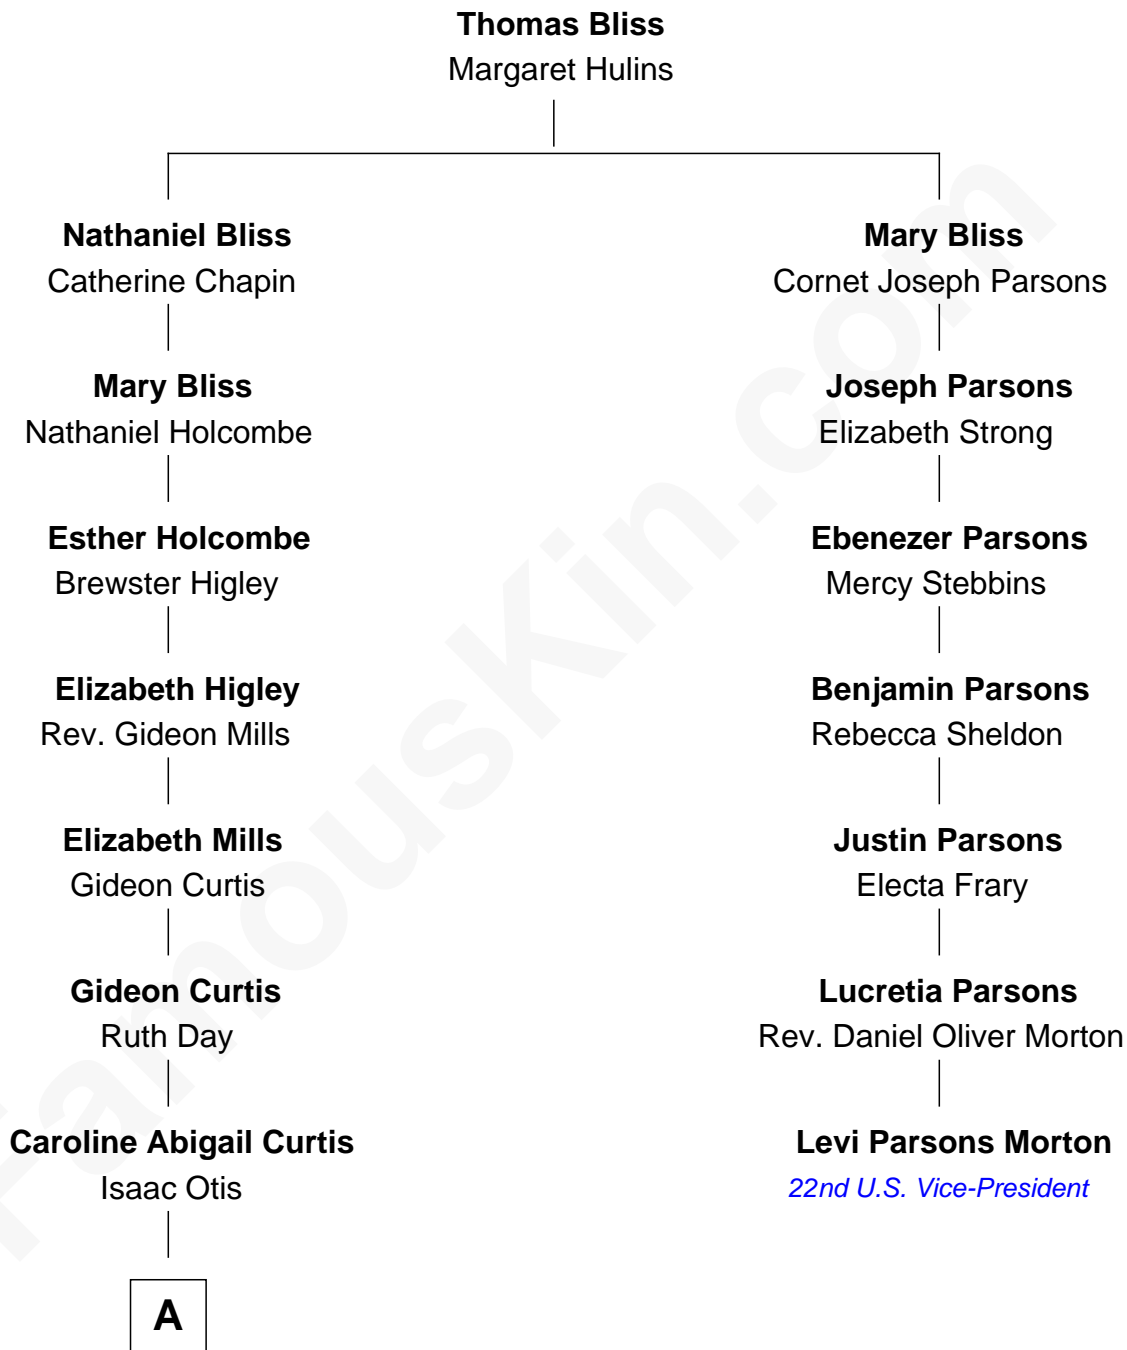 Thomas Bliss
Margaret Hulins
Nathaniel Bliss
Catherine Chapin
Mary Bliss
Cornet Joseph Parsons
Mary Bliss
Nathaniel Holcombe
Joseph Parsons
Elizabeth Strong
Esther Holcombe
Brewster Higley
Ebenezer Parsons
Mercy Stebbins
Elizabeth Higley
Rev. Gideon Mills
Benjamin Parsons
Rebecca Sheldon
Elizabeth Mills
Gideon Curtis
Justin Parsons
Electa Frary
Gideon Curtis
Ruth Day
Lucretia Parsons
Rev. Daniel Oliver Morton
Caroline Abigail Curtis
Isaac Otis
Levi Parsons Morton
22nd U.S. Vice-President
A
FamousKin.com